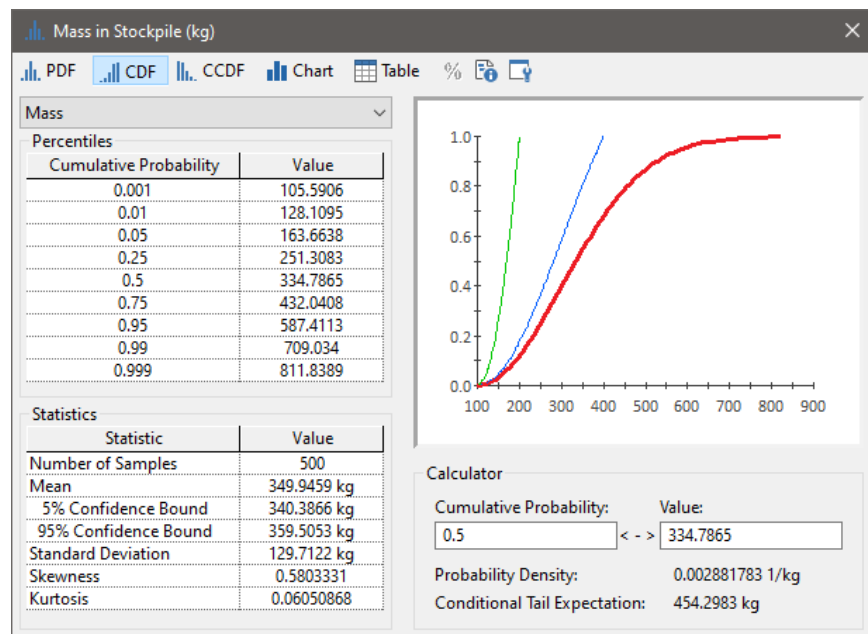 Mass in Stockpile (kg)
PDF CDF CCDF Chart Table %
Mass
Percentiles
Cumulative Probability Value
0.001 105.5906
0.01 128.1095
0.05 163.6638
0.25 251.3083
0.5 334.7865
0.75 432.0408
0.95 587.4113
0.99 709.034
0.999 811.8389
Statistics
Statistic Value
Number of Samples 500
Mean 349.9459 kg
5% Confidence Bound 340.3866 kg
95% Confidence Bound 359.5053 kg
Standard Deviation 129.7122 kg
Skewness 0.5803331
Kurtosis 0.06050868
1.0
0.8
0.6
0.4
0.2
0.0
100 200 300 400 500 600 700 800 900
Calculator
Cumulative Probability: Value:
0.5 < - > 334.7865
Probability Density: 0.002881783 1/kg
Conditional Tail Expectation: 454.2983 kg